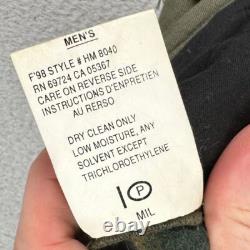 MEN'S
F'98 STYLE # HM 8040
RN 69724 CA 05367
CARE ON REVERSE SIDE
INSTRUCTIONS D'ENPRETIEN
AU RERSO
DRY CLEAN ONLY
LOW MOISTURE, ANY
SOLVENT EXCEPT
TRICHLOROETHYLENE
P
MIL